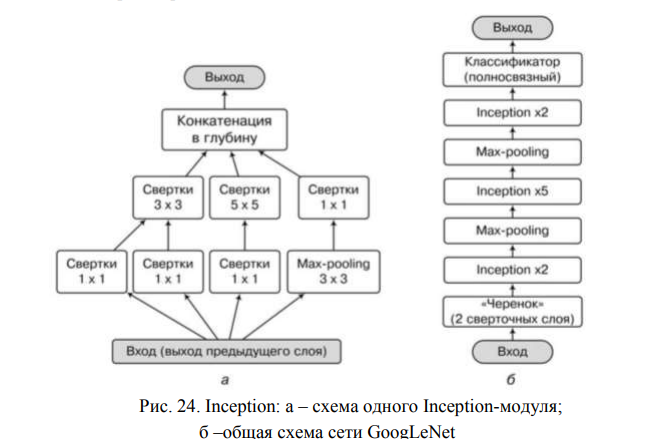 Выход
Конкатенация
в глубину
Свертки
3 x 3
Свертки
5 x 5
Свертки
1 x 1
Свертки
1 x 1
Свертки
1 x 1
Свертки
1 x 1
Max-pooling
3 x 3
Вход (выход предыдущего слоя)
а
Выход
Классификатор
(полносвязный)
Inception x2
Max-pooling
Inception x5
Max-pooling
Inception x2
«Черенок»
(2 сверточных слоя)
Вход
б
Рис. 24. Inception: а – схема одного Inception-модуля;
б –общая схема сети GoogLeNet